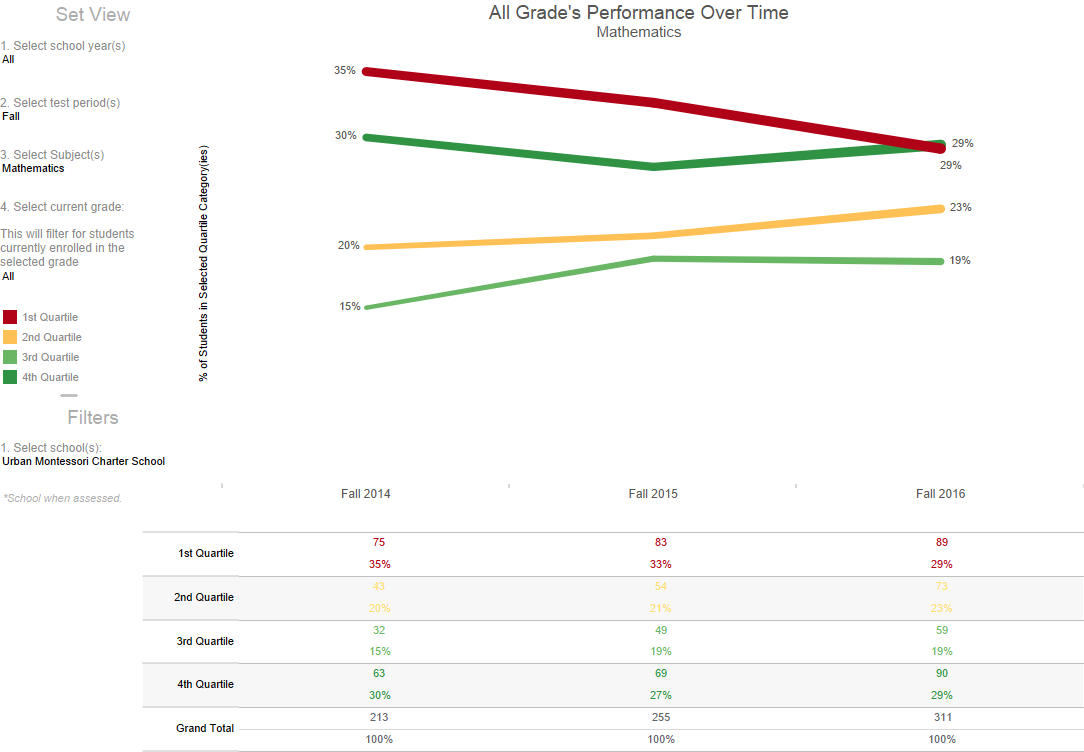 Set View
1. Select school year(s)
All
2. Select test period(s)
Fall
3. Select Subject(s)
Mathematics
4. Select current grade:
This will filter for students
currently enrolled in the
selected grade
All
1st Quartile
2nd Quartile
3rd Quartile
4th Quartile
Filters
1. Select school(s):
Urban Montessori Charter School
*School when assessed.
All Grade's Performance Over Time
Mathematics
% of Students in Selected Quartile Category(ies)
35%
30%
29%
29%
23%
20%
19%
15%
Fall 2014 Fall 2015 Fall 2016
1st Quartile
75 83 89
35% 33% 29%
2nd Quartile
43 54 73
20% 21% 23%
3rd Quartile
32 49 59
15% 19% 19%
4th Quartile
63 69 90
30% 27% 29%
Grand Total
213 255 311
100% 100% 100%